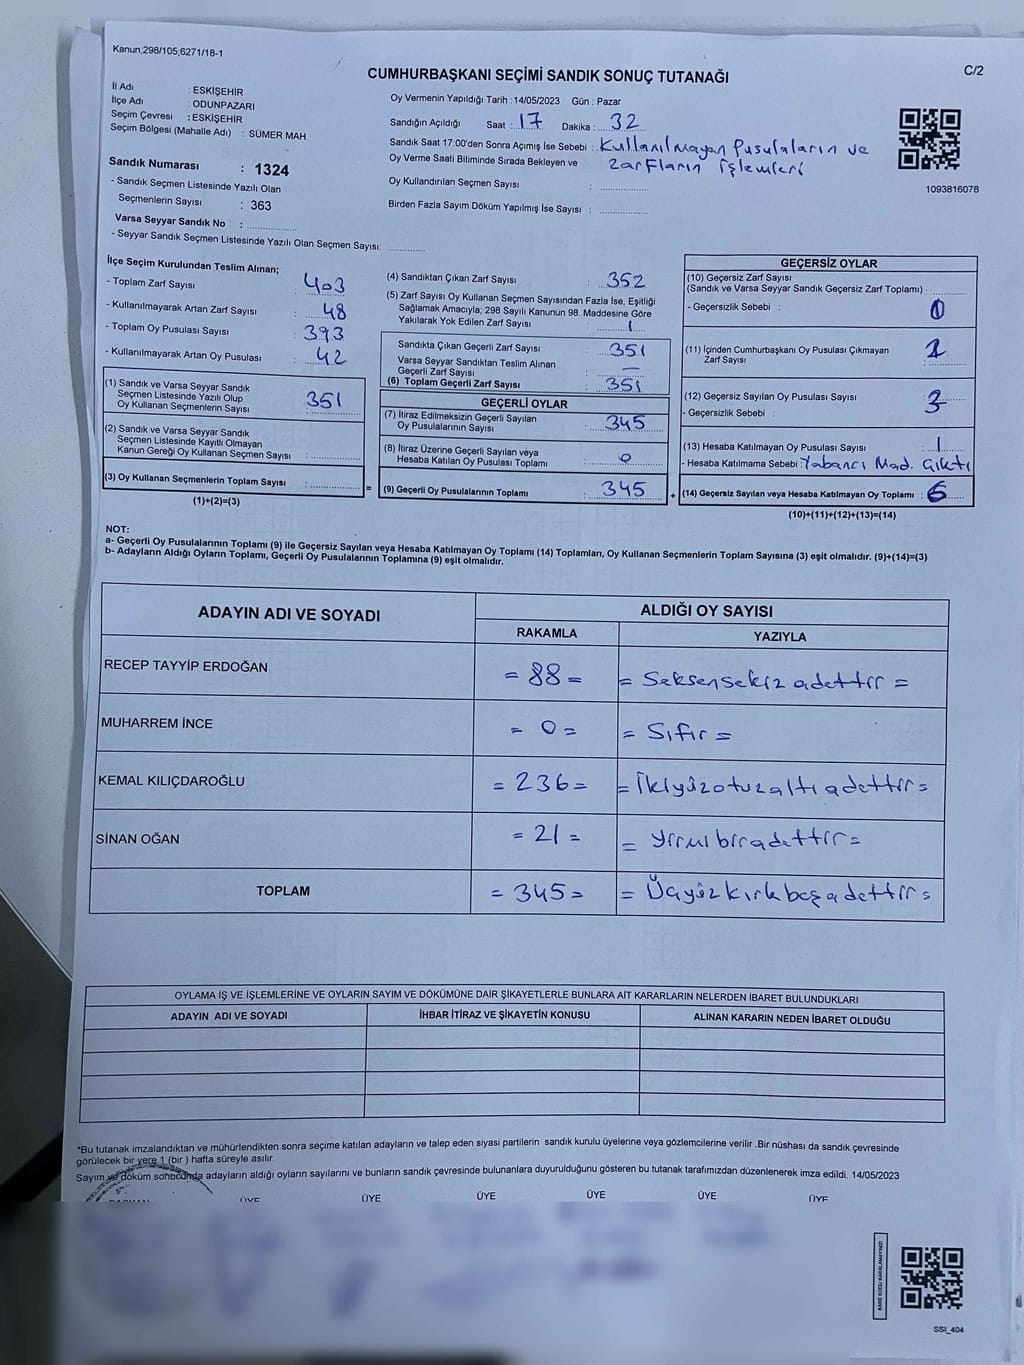 Kanun;298/105,6271/18-1
C/2
CUMHURBAŞKANI SEÇİMİ SANDIK SONUÇ TUTANAĞI
İl Adı : ESKİŞEHİR
İlçe Adı : ODUNPAZARI
Seçim Çevresi : ESKİŞEHİR
Seçim Bölgesi (Mahalle Adı) : SÜMER MAH
Sandık Numarası : 1324
- Sandık Seçmen Listesinde Yazılı Olan
Seçmenlerin Sayısı : 363
Varsa Seyyar Sandık No :
- Seyyar Sandık Seçmen Listesinde Yazılı Olan Seçmen Sayısı:
Oy Vermenin Yapıldığı Tarih :14/05/2023 Gün : Pazar
Sandığın Açıldığı Saat : 17 Dakika : 32
Sandık Saat 17.00'den Sonra Açımış İse Sebebi : Kullanılmayan Pusulaların ve
Oy Verme Saati Bitiminde Sırada Bekleyen ve zarfların işlemleri
Oy Kullandırılan Seçmen Sayısı :
Birden Fazla Sayım Döküm Yapılmış İse Sayısı :
1093816078
İlçe Seçim Kurulundan Teslim Alınan;
- Toplam Zarf Sayısı : 403
- Kullanılmayarak Artan Zarf Sayısı : 48
- Toplam Oy Pusulası Sayısı : 393
- Kullanılmayarak Artan Oy Pusulası : 42
(1) Sandık ve Varsa Seyyar Sandık
Seçmen Listesinde Yazılı Olup
Oy Kullanan Seçmenlerin Sayısı : 351
(2) Sandık ve Varsa Seyyar Sandık
Seçmen Listesinde Kayıtlı Olmayan
Kanun Gereği Oy Kullanan Seçmen Sayısı :
(3) Oy Kullanan Seçmenlerin Toplam Sayısı :
(1)+(2)=(3)
(4) Sandıktan Çıkan Zarf Sayısı : 352
(5) Zarf Sayısı Oy Kullanan Seçmen Sayısından Fazla İse, Eşitliği
Sağlamak Amacıyla; 298 Sayılı Kanunun 98. Maddesine Göre
Yakılarak Yok Edilen Zarf Sayısı : 1
Sandıkta Çıkan Geçerli Zarf Sayısı : 351
Varsa Seyyar Sandıktan Teslim Alınan
Geçerli Zarf Sayısı : —
(6) Toplam Geçerli Zarf Sayısı : 351
GEÇERLİ OYLAR
(7) İtiraz Edilmeksizin Geçerli Sayılan
Oy Pusulalarının Sayısı : 345
(8) İtiraz Üzerine Geçerli Sayılan veya
Hesaba Katılan Oy Pusulası Toplamı : 0
= (9) Geçerli Oy Pusulalarının Toplamı : 345 +
GEÇERSİZ OYLAR
(10) Geçersiz Zarf Sayısı
(Sandık ve Varsa Seyyar Sandık Geçersiz Zarf Toplamı) :
- Geçersizlik Sebebi :
(11) İçinden Cumhurbaşkanı Oy Pusulası Çıkmayan
Zarf Sayısı :
(12) Geçersiz Sayılan Oy Pusulası Sayısı : 3
- Geçersizlik Sebebi :
(13) Hesaba Katılmayan Oy Pusulası Sayısı : 1
- Hesaba Katılmama Sebebi : Yabancı Mad. çıktı
(14) Geçersiz Sayılan veya Hesaba Katılmayan Oy Toplamı : 6
(10)+(11)+(12)+(13)=(14)
NOT:
a- Geçerli Oy Pusulalarının Toplamı (9) ile Geçersiz Sayılan veya Hesaba Katılmayan Oy Toplamı (14) Toplamları, Oy Kullanan Seçmenlerin Toplam Sayısına (3) eşit olmalıdır. (9)+(14)=(3)
b- Adayların Aldığı Oyların Toplamı, Geçerli Oy Pusulalarının Toplamına (9) eşit olmalıdır.
ADAYIN ADI VE SOYADI
ALDIĞI OY SAYISI
RAKAMLA YAZIYLA
RECEP TAYYİP ERDOĞAN = 88 = = Seksensekiz adettir =
MUHARREM İNCE = 0 = = Sıfır =
KEMAL KILIÇDAROĞLU = 236 = = İkiyüzotuzaltı adettir =
SİNAN OĞAN = 21 = = Yirmibir adettir =
TOPLAM = 345 = = Üçyüzkırkbeş adettir =
OYLAMA İŞ VE İŞLEMLERİNE VE OYLARIN SAYIM VE DÖKÜMÜNE DAİR ŞİKAYETLERLE BUNLARA AİT KARARLARIN NELERDEN İBARET BULUNDUKLARI
ADAYIN ADI VE SOYADI İHBAR İTİRAZ VE ŞİKAYETİN KONUSU ALINAN KARARIN NEDEN İBARET OLDUĞU
*Bu tutanak imzalandıktan ve mühürlendikten sonra seçime katılan adayların ve talep eden siyasi partilerin sandık kurulu üyelerine veya gözlemcilerine verilir .Bir nüshası da sandık çevresinde
görülecek bir yere 1 (bir ) hafta süreyle asılır.
Sayım ve döküm sonucunda adayların aldığı oyların sayılarını ve bunların sandık çevresinde bulunanlara duyurulduğunu gösteren bu tutanak tarafımızdan düzenlenerek imza edildi. 14/05/2023
ÜYE ÜYE ÜYE ÜYE ÜYE ÜYE
KARE KODU KARALAMAYINIZ!
SSI_404